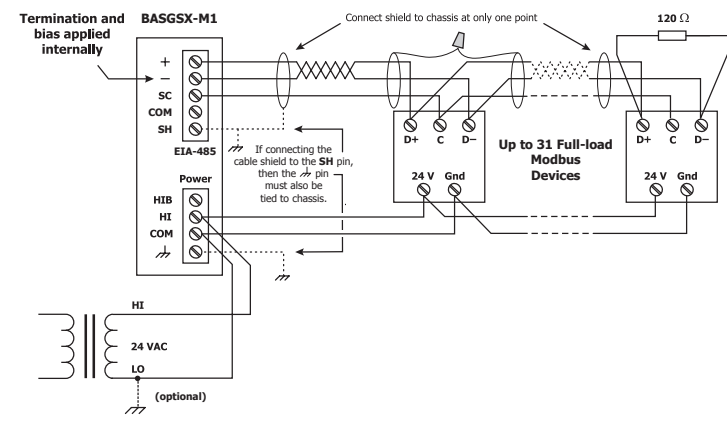 Termination and
bias applied
internally
BASGSX-M1
Connect shield to chassis at only one point
120 Ω
+
−
SC
COM
SH
EIA-485
If connecting the
cable shield to the SH pin,
then the pin
must also be
tied to chassis.
D+ C D−
Up to 31 Full-load
Modbus
Devices
D+ C D−
24 V Gnd
24 V Gnd
Power
HIB
HI
COM
HI
24 VAC
LO
(optional)